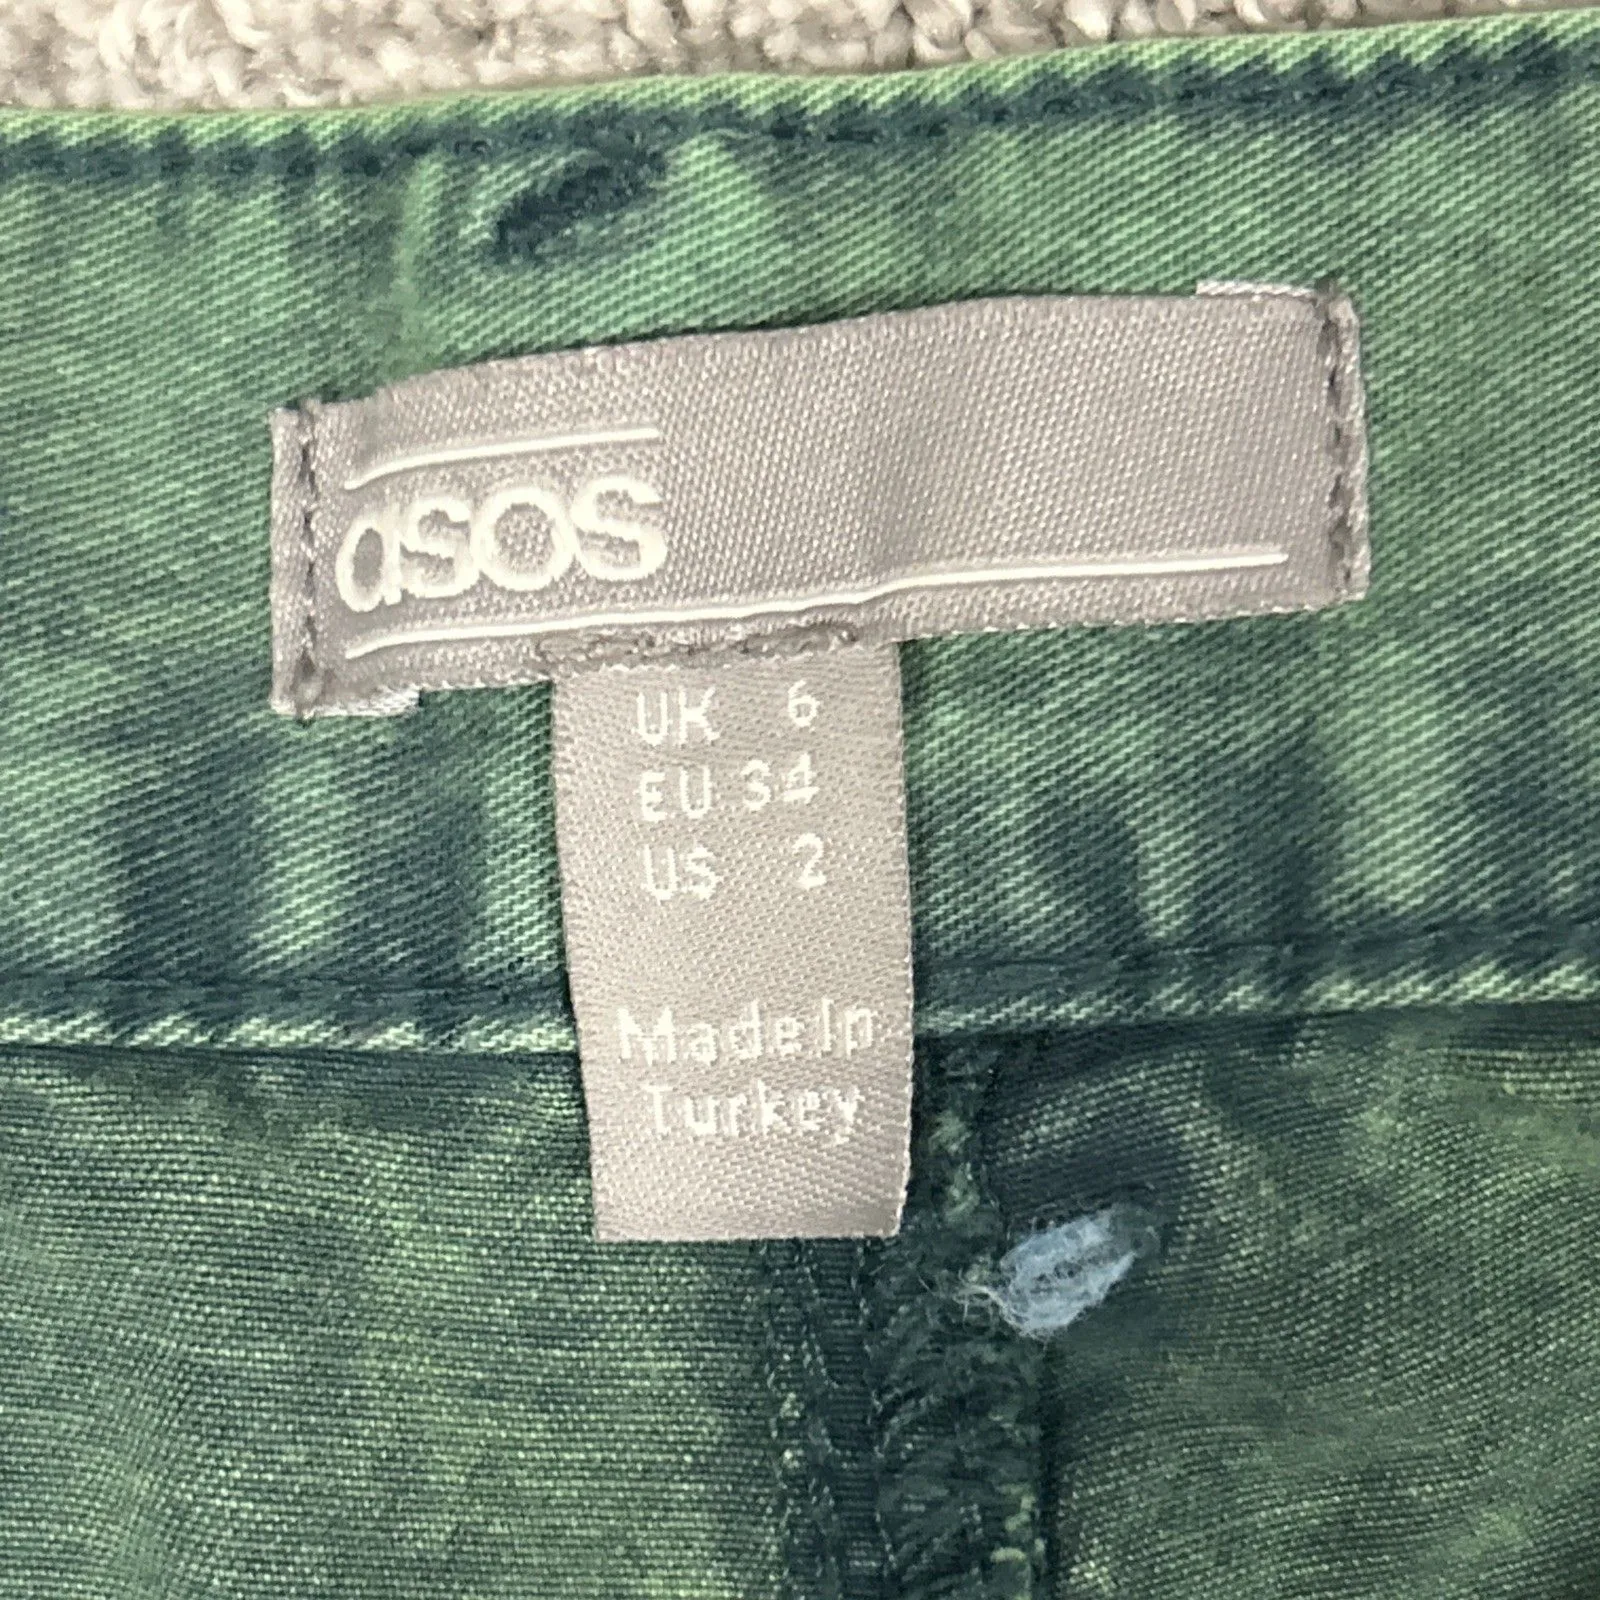 asos
UK 6
EU 34
US 2
Made In
Turkey